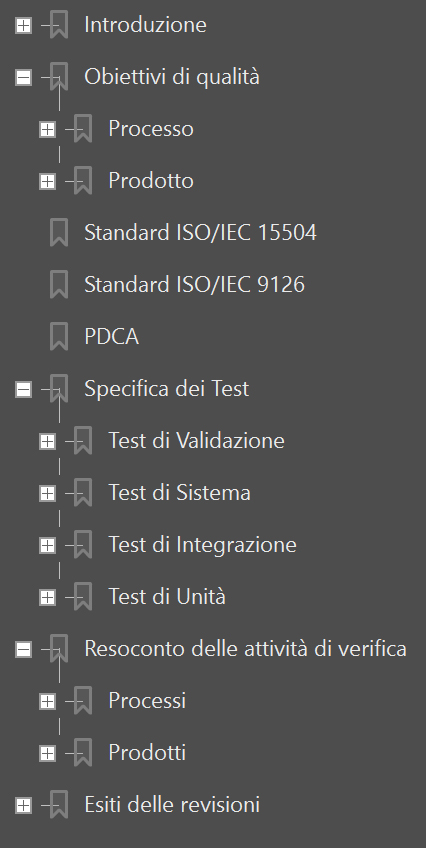 Introduzione
Obiettivi di qualità
Processo
Prodotto
Standard ISO/IEC 15504
Standard ISO/IEC 9126
PDCA
Specifica dei Test
Test di Validazione
Test di Sistema
Test di Integrazione
Test di Unità
Resoconto delle attività di verifica
Processi
Prodotti
Esiti delle revisioni